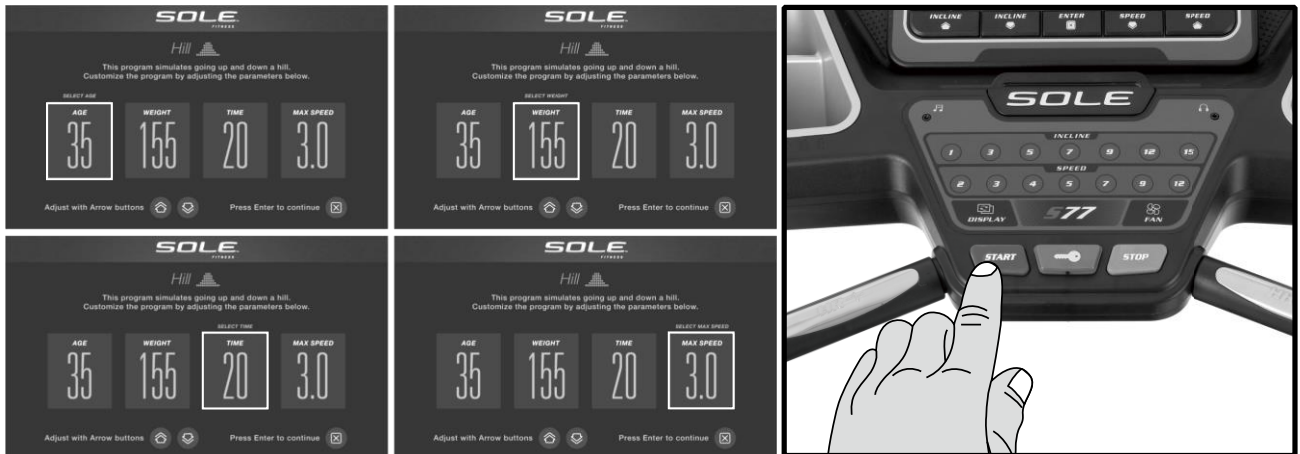 SOLE
FITNESS
Hill
This program simulates going up and down a hill.
Customize the program by adjusting the parameters below.
SELECT AGE
AGE WEIGHT TIME MAX SPEED
35 155 20 3.0
Adjust with Arrow buttons Press Enter to continue
SOLE
FITNESS
Hill
This program simulates going up and down a hill.
Customize the program by adjusting the parameters below.
SELECT WEIGHT
AGE WEIGHT TIME MAX SPEED
35 155 20 3.0
Adjust with Arrow buttons Press Enter to continue
SOLE
FITNESS
Hill
This program simulates going up and down a hill.
Customize the program by adjusting the parameters below.
SELECT TIME
AGE WEIGHT TIME MAX SPEED
35 155 20 3.0
Adjust with Arrow buttons Press Enter to continue
SOLE
FITNESS
Hill
This program simulates going up and down a hill.
Customize the program by adjusting the parameters below.
SELECT MAX SPEED
AGE WEIGHT TIME MAX SPEED
35 155 20 3.0
Adjust with Arrow buttons Press Enter to continue
INCLINE INCLINE ENTER SPEED SPEED
SOLE
INCLINE
1 3 5 7 9 12 15
SPEED
2 3 4 5 7 9 12
DISPLAY S77 FAN
START STOP